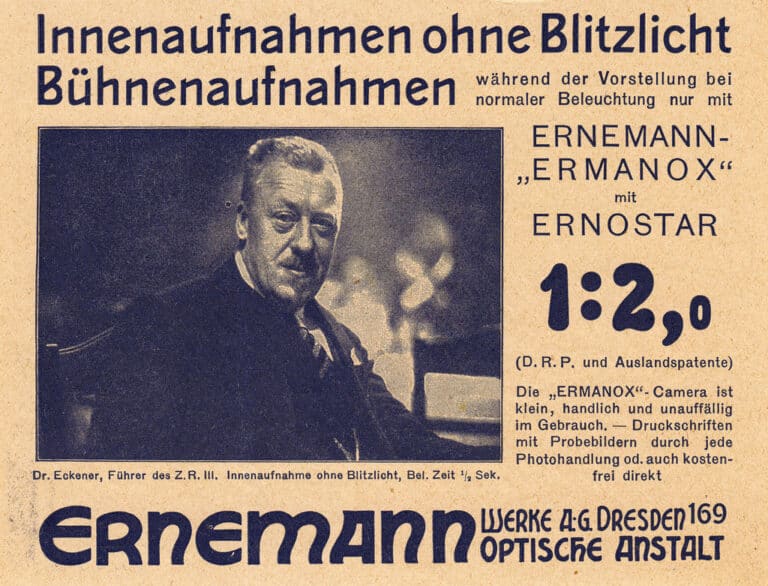 Innenaufnahmen ohne Blitzlicht
Bühnenaufnahmen
während der Vorstellung bei
normaler Beleuchtung nur mit
ERNEMANN-
„ERMANOX“
mit
ERNOSTAR
1:2,0
(D. R. P. und Auslandspatente)
Die „ERMANOX“-Camera ist
klein, handlich und unauffällig
im Gebrauch. — Druckschriften
mit Probebildern durch jede
Photohandlung od. auch kosten-
frei direkt
Dr. Eckener, Führer des Z. R. III. Innenaufnahme ohne Blitzlicht, Bel. Zeit ½ Sek.
ERNEMANN WERKE A-G. DRESDEN 169
OPTISCHE ANSTALT